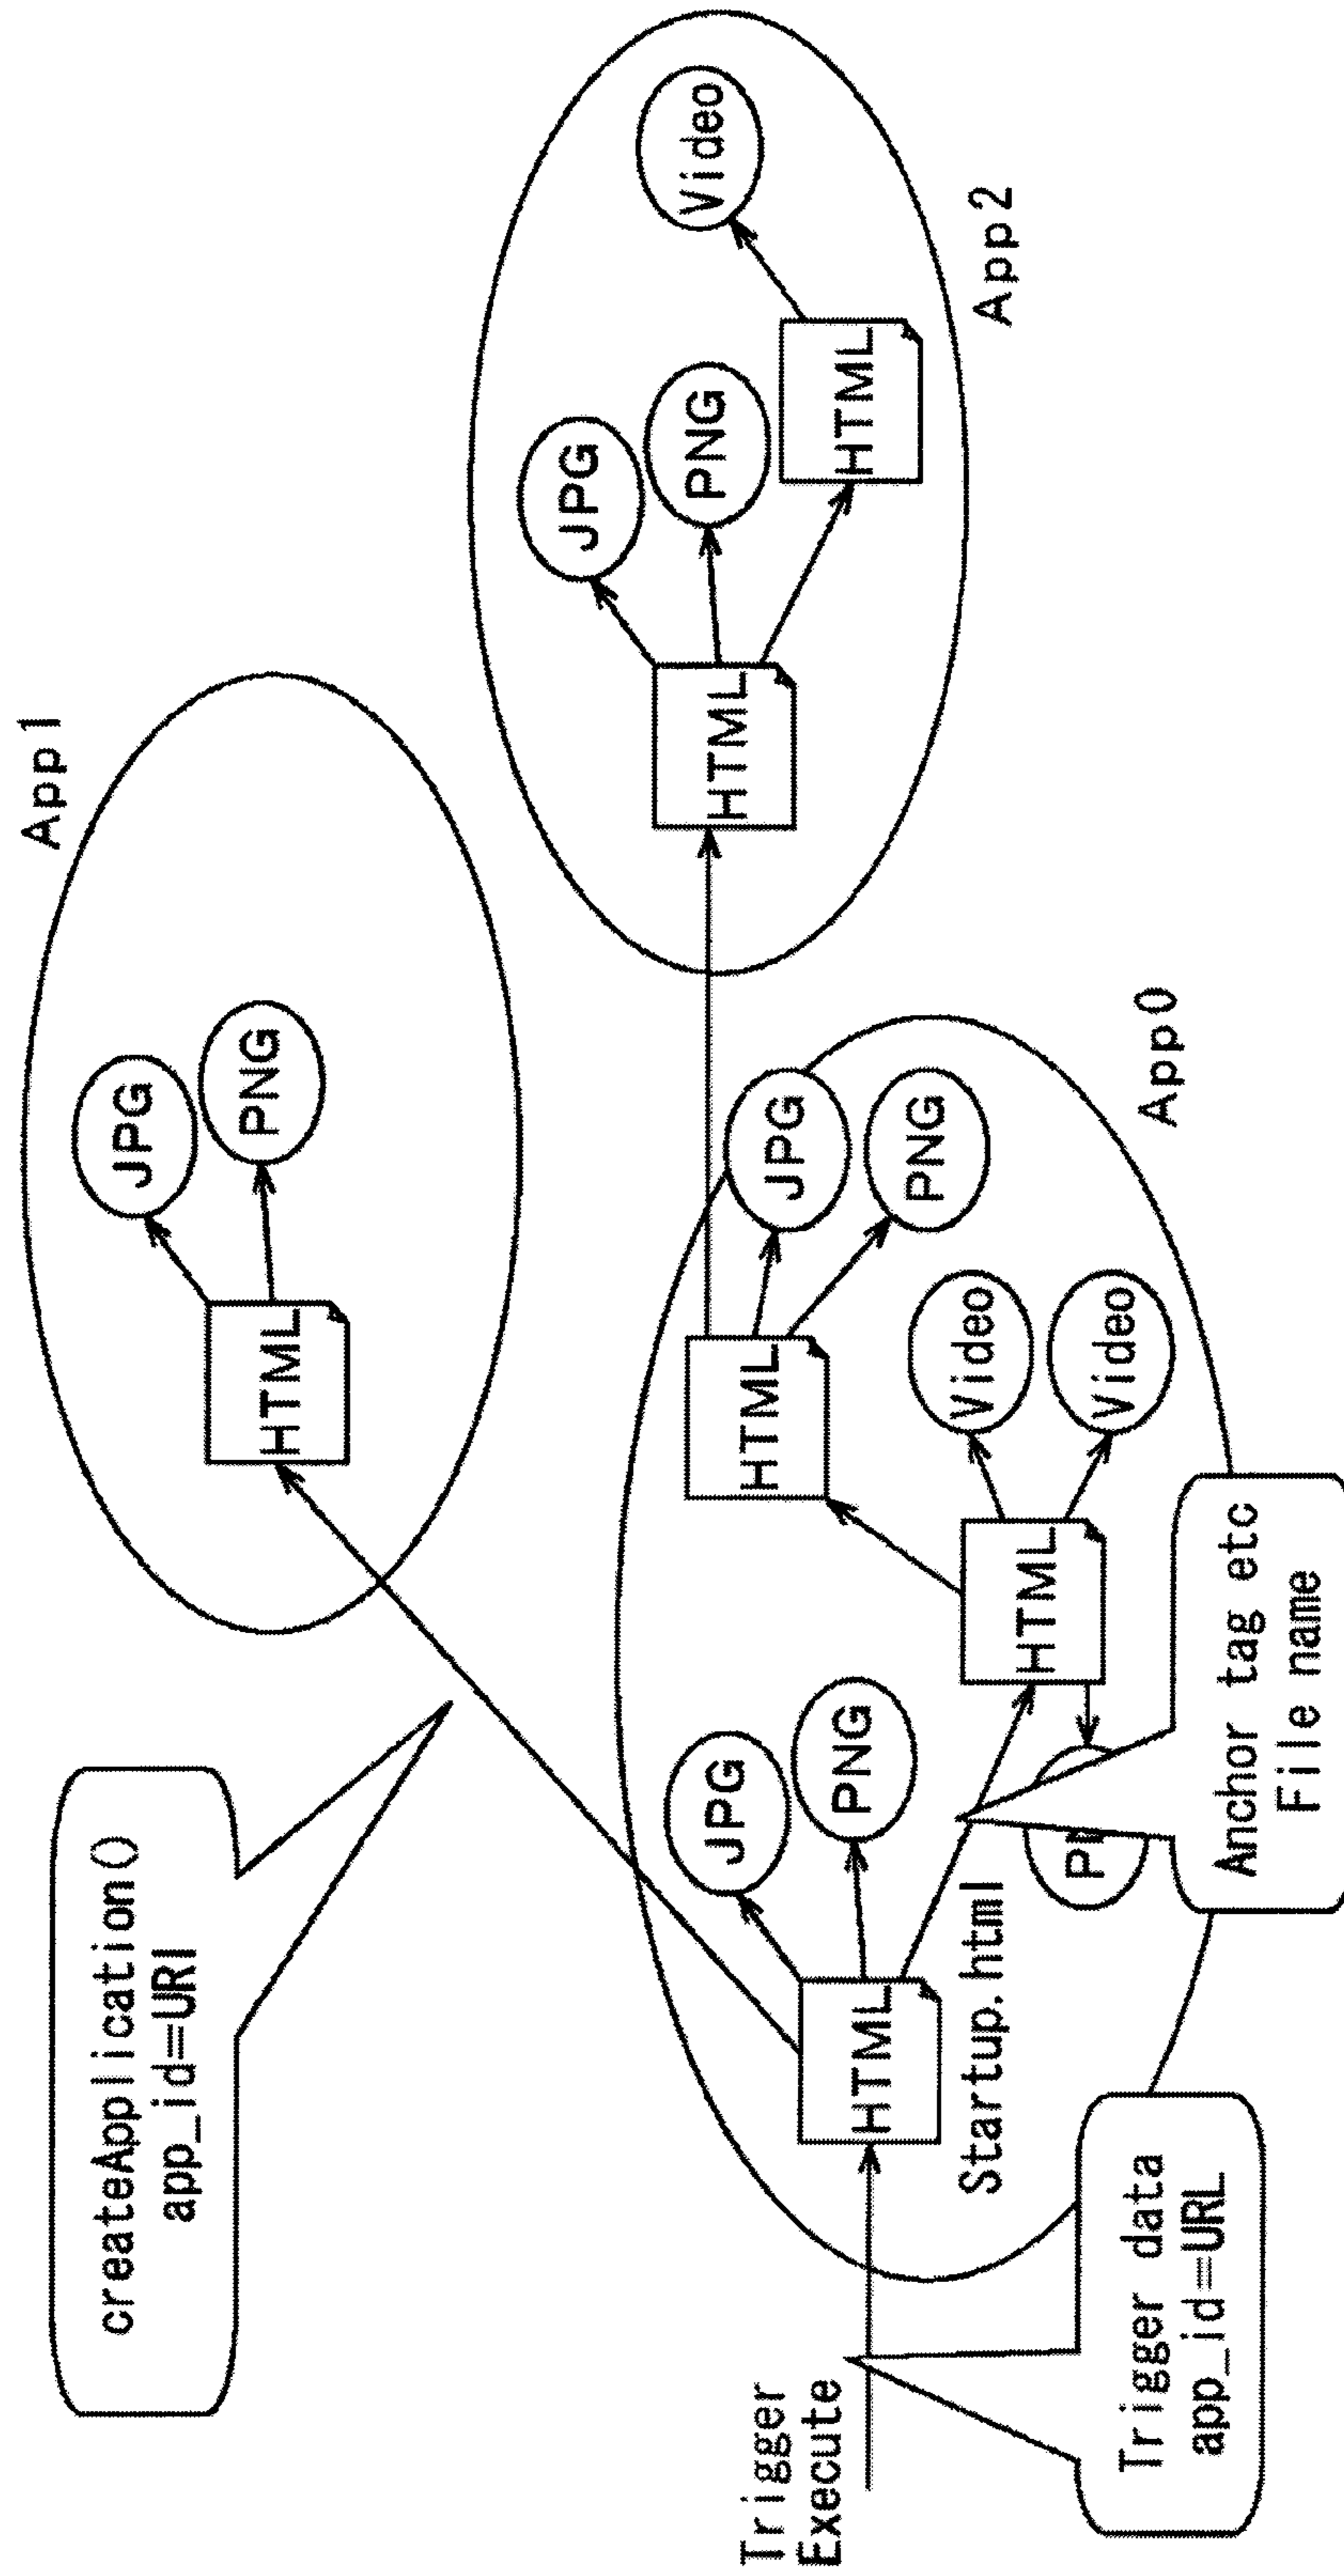 createApplication()
app_id=URI
App1
JPG
PNG
HTML
JPG
PNG
Video
HTML
HTML
App2
Trigger
Execute
HTML
Startup.html
JPG
PNG
HTML
JPG
PNG
HTML
Video
Video
App0
Trigger data
app_id=URL
Anchor tag etc
File name